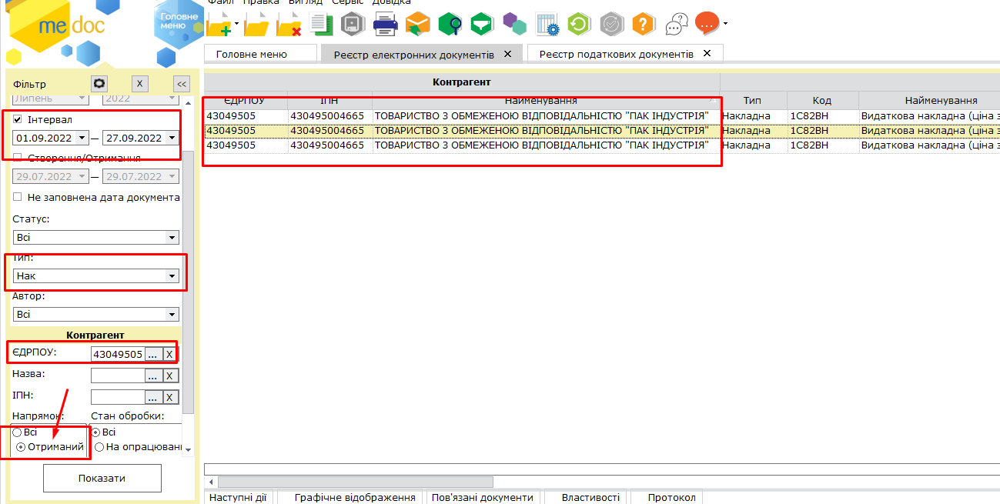 Файл Правка Вигляд Сервіс Довідка
me doc
Головне меню
Головне меню
Реєстр електронних документів X
Реєстр податкових документів X
Фільтр X <<
Липень 2022
Інтервал
01.09.2022 — 27.09.2022
Створення/Отримання
29.07.2022 — 29.07.2022
Не заповнена дата документа
Статус:
Всі
Тип:
Нак
Автор:
Всі
Контрагент
ЄДРПОУ: 43049505 ... X
Назва: ... X
ІПН: ... X
Напрямок: Стан обробки:
Всі Всі
Отриманий На опрацюван
Показати
Контрагент
ЄДРПОУ ІПН Найменування Тип Код Найменування
43049505 430495004665 ТОВАРИСТВО З ОБМЕЖЕНОЮ ВІДПОВІДАЛЬНІСТЮ "ПАК ІНДУСТРІЯ" Накладна 1C82BH Видаткова накладна (ціна з
43049505 430495004665 ТОВАРИСТВО З ОБМЕЖЕНОЮ ВІДПОВІДАЛЬНІСТЮ "ПАК ІНДУСТРІЯ" Накладна 1C82BH Видаткова накладна (ціна з
43049505 430495004665 ТОВАРИСТВО З ОБМЕЖЕНОЮ ВІДПОВІДАЛЬНІСТЮ "ПАК ІНДУСТРІЯ" Накладна 1C82BH Видаткова накладна (ціна з
Наступні дії Графічне відображення Пов'язані документи Властивості Протокол